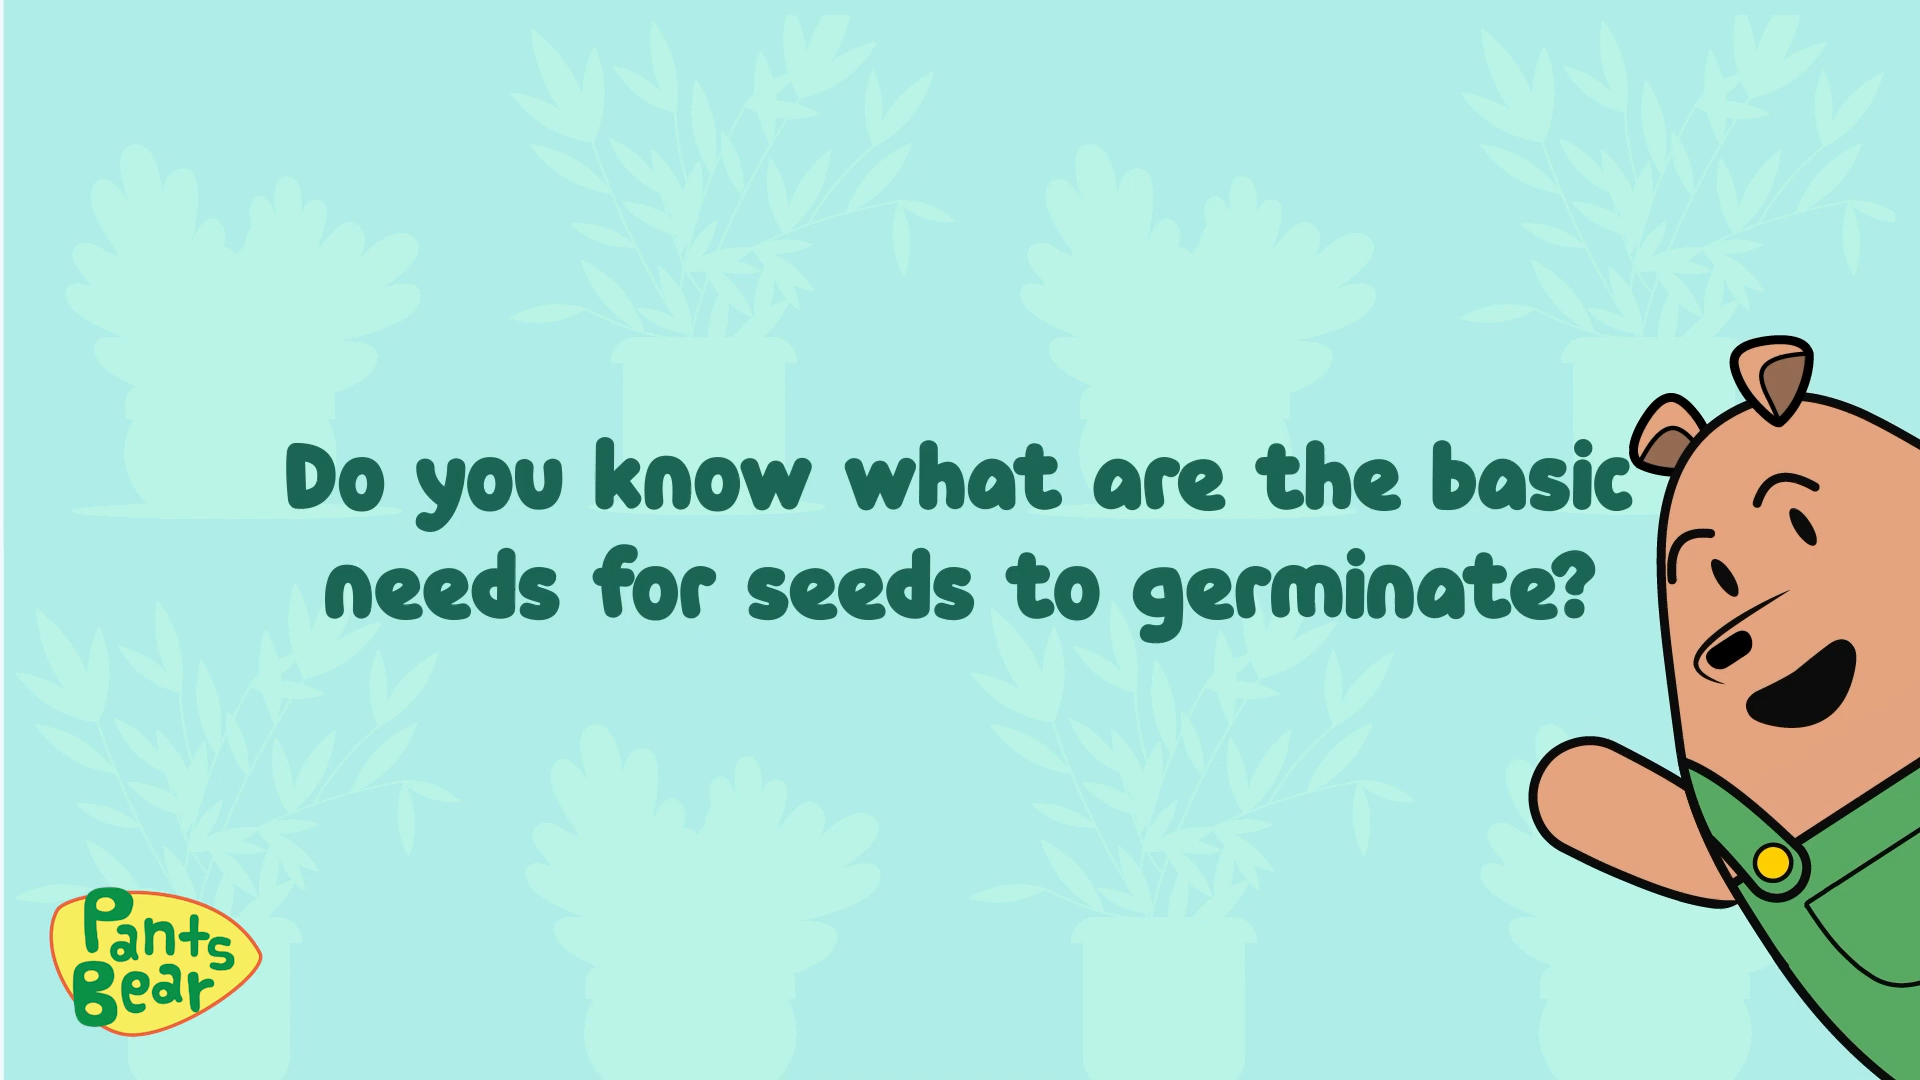 Do you know what are the basic
needs for seeds to germinate?
Pants
Bear